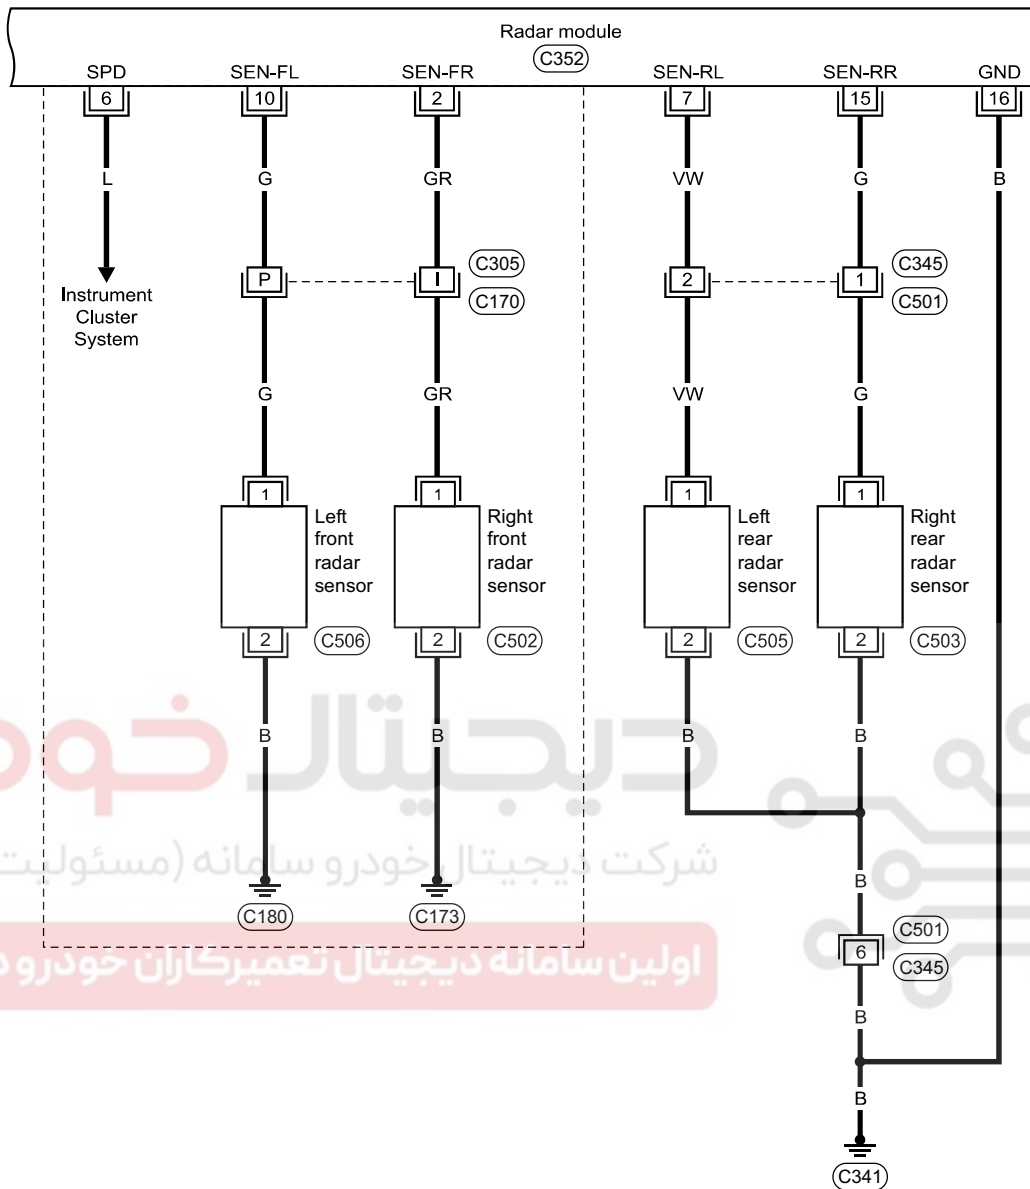 Radar module
C352
SPD
SEN-FL
SEN-FR
SEN-RL
SEN-RR
GND
6
10
2
7
15
16
L
G
GR
VW
G
B
C305
C345
P
I
2
1
C170
C501
Instrument
Cluster
System
G
GR
VW
G
1
1
1
1
Left
front
radar
sensor
Right
front
radar
sensor
Left
rear
radar
sensor
Right
rear
radar
sensor
2
C506
2
C502
2
C505
2
C503
B
B
B
B
دیجیتال خودرو
شرکت دیجیتال خودرو سامانه (مسئولیت
B
C180
C173
C501
اولین سامانه دیجیتال تعمیرکاران خودرو
6
C345
B
B
C341